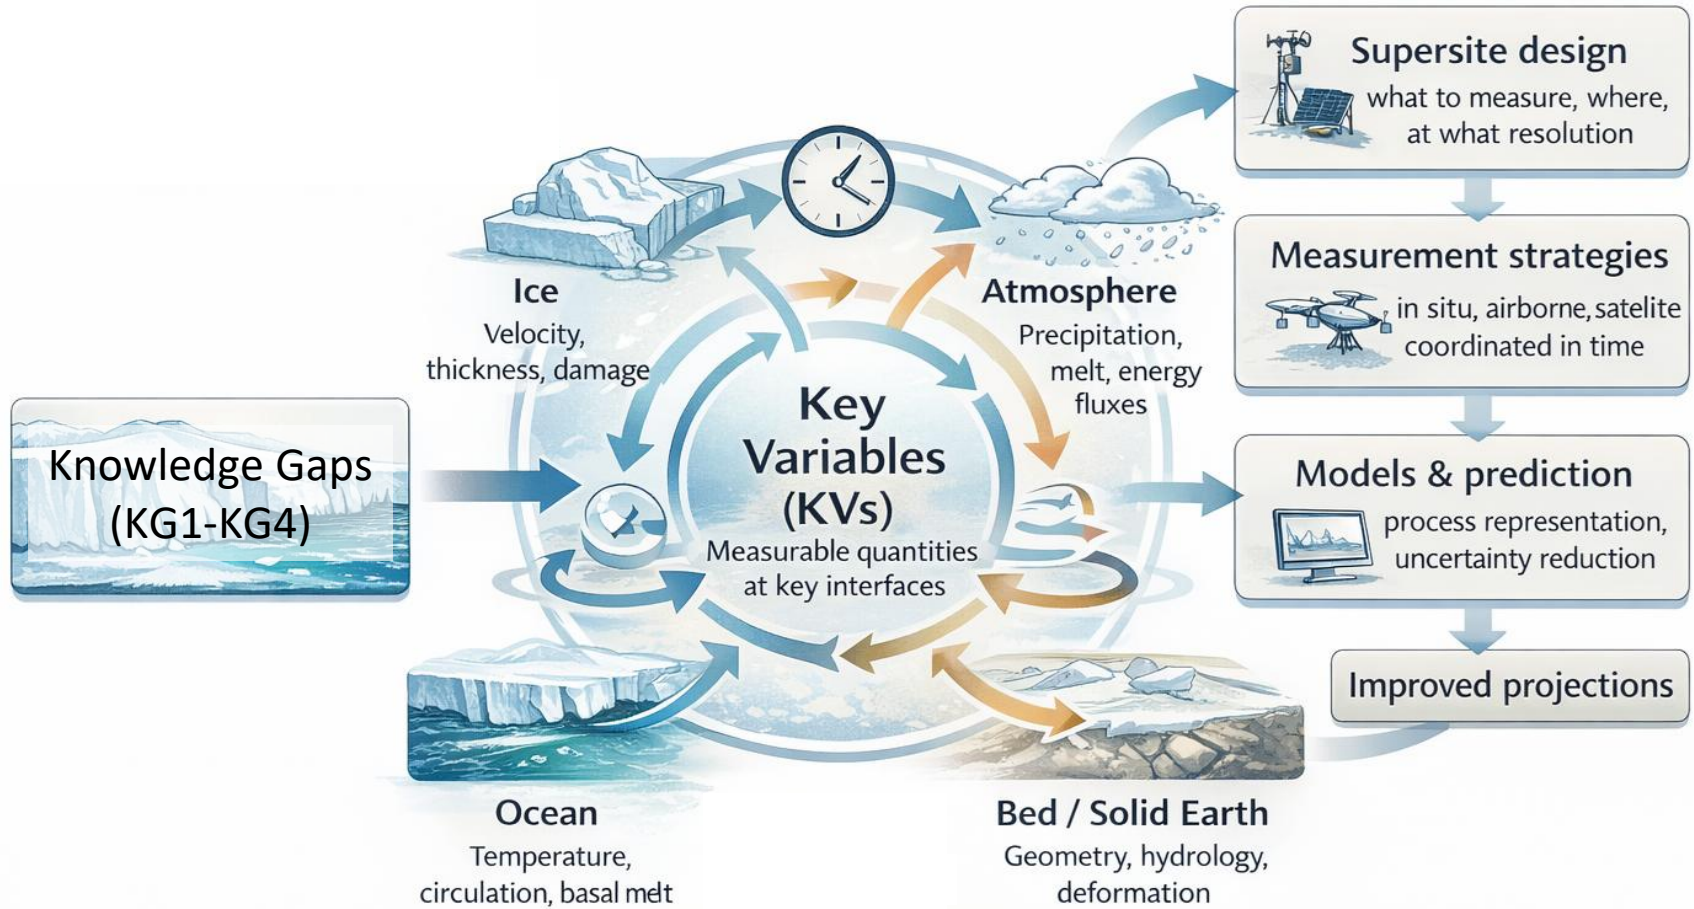 Knowledge Gaps
(KG1-KG4)
Ice
Velocity,
thickness, damage
Atmosphere
Precipitation,
melt, energy
fluxes
Key
Variables
(KVs)
Measurable quantities
at key interfaces
Ocean
Temperature,
circulation, basal melt
Bed / Solid Earth
Geometry, hydrology,
deformation
Supersite design
what to measure, where,
at what resolution
Measurement strategies
in situ, airborne, satelite
coordinated in time
Models & prediction
process representation,
uncertainty reduction
Improved projections